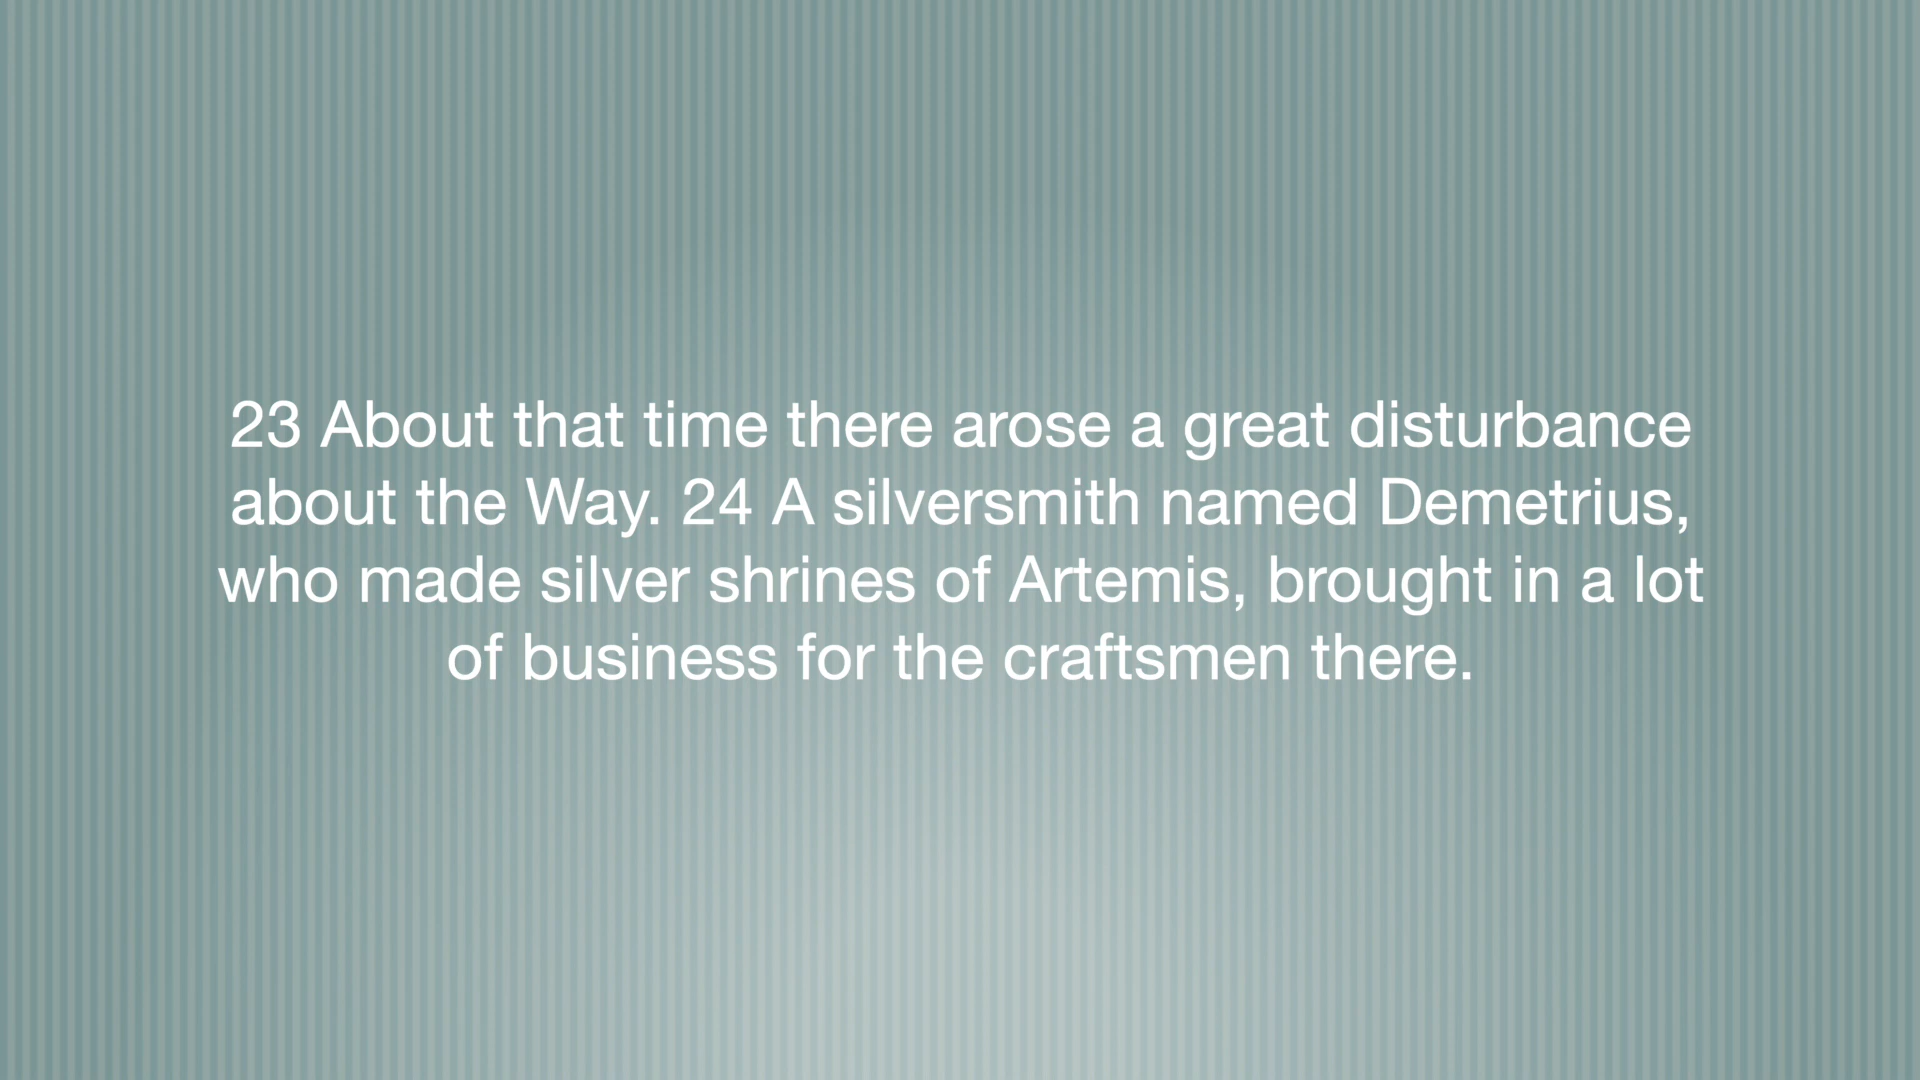 23 About that time there arose a great disturbance
about the Way. 24 A silversmith named Demetrius,
who made silver shrines of Artemis, brought in a lot
of business for the craftsmen there.